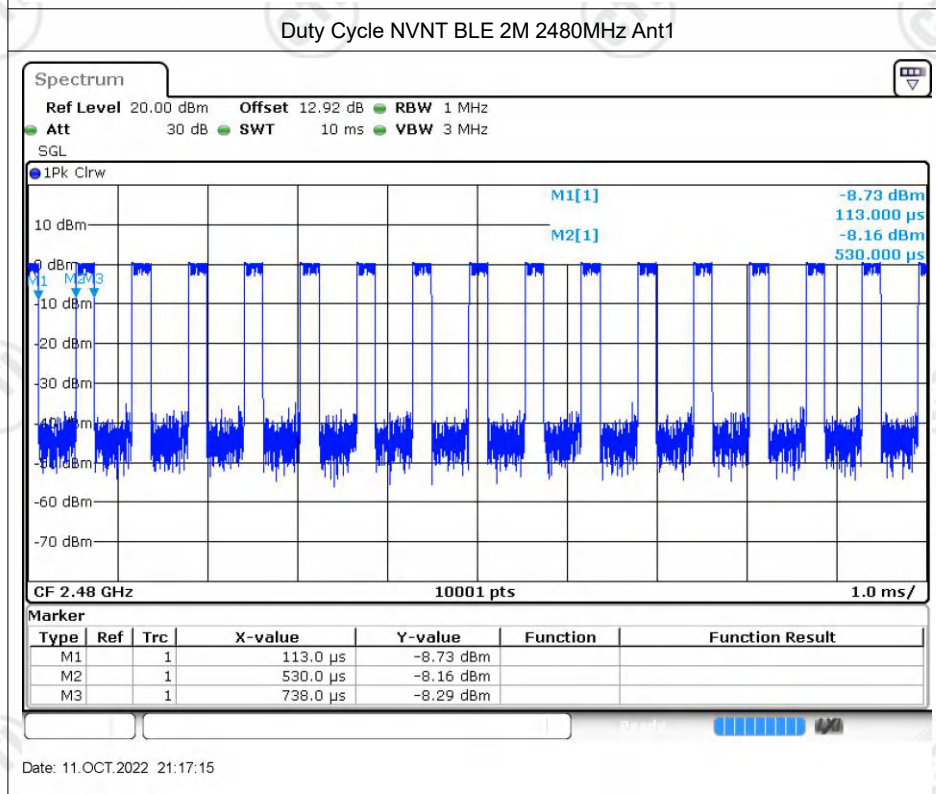 Duty Cycle NVNT BLE 2M 2480MHz Ant1
Spectrum
Ref Level 20.00 dBm Offset 12.92 dB RBW 1 MHz
Att 30 dB SWT 10 ms VBW 3 MHz
SGL
1Pk Clrw
M1[1] -8.73 dBm
113.000 µs
10 dBm
M2[1] -8.16 dBm
530.000 µs
0 dBm
M1 M2 M3
-10 dBm
-20 dBm
-30 dBm
-40 dBm
-50 dBm
-60 dBm
-70 dBm
CF 2.48 GHz 10001 pts 1.0 ms/
Marker
Type Ref Trc X-value Y-value Function Function Result
M1 1 113.0 µs -8.73 dBm
M2 1 530.0 µs -8.16 dBm
M3 1 738.0 µs -8.29 dBm
Ready
Date: 11.OCT.2022 21:17:15